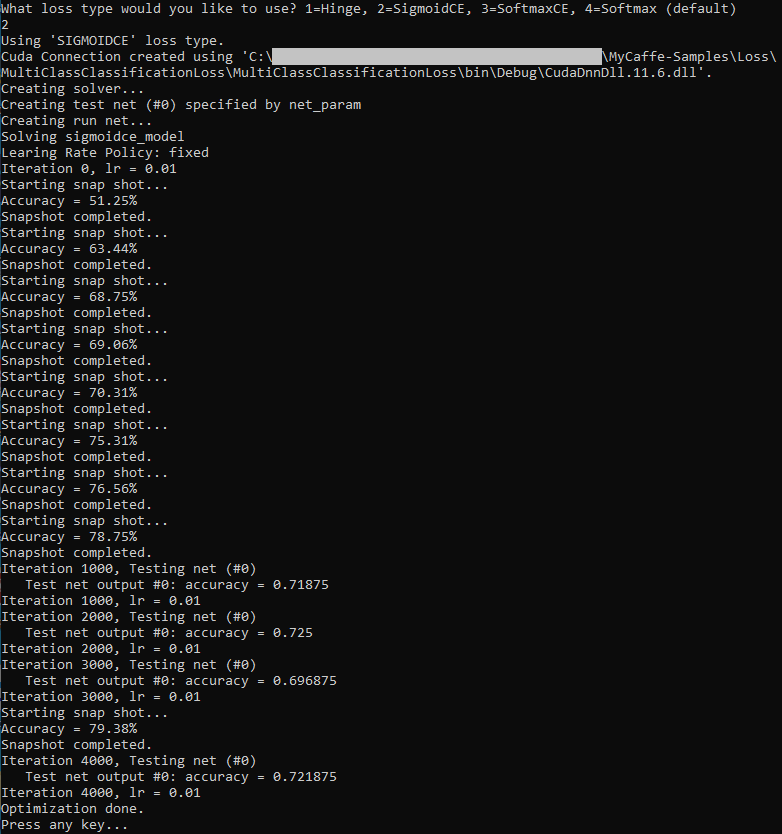 What loss type would you like to use? 1=Hinge, 2=SigmoidCE, 3=SoftmaxCE, 4=Softmax (default)
2
Using 'SIGMOIDCE' loss type.
Cuda Connection created using 'C:\ \MyCaffe-Samples\Loss\
MultiClassClassificationLoss\MultiClassClassificationLoss\bin\Debug\CudaDnnDll.11.6.dll'.
Creating solver...
Creating test net (#0) specified by net_param
Creating run net...
Solving sigmoidce_model
Learing Rate Policy: fixed
Iteration 0, lr = 0.01
Starting snap shot...
Accuracy = 51.25%
Snapshot completed.
Starting snap shot...
Accuracy = 63.44%
Snapshot completed.
Starting snap shot...
Accuracy = 68.75%
Snapshot completed.
Starting snap shot...
Accuracy = 69.06%
Snapshot completed.
Starting snap shot...
Accuracy = 70.31%
Snapshot completed.
Starting snap shot...
Accuracy = 75.31%
Snapshot completed.
Starting snap shot...
Accuracy = 76.56%
Snapshot completed.
Starting snap shot...
Accuracy = 78.75%
Snapshot completed.
Iteration 1000, Testing net (#0)
   Test net output #0: accuracy = 0.71875
Iteration 1000, lr = 0.01
Iteration 2000, Testing net (#0)
   Test net output #0: accuracy = 0.725
Iteration 2000, lr = 0.01
Iteration 3000, Testing net (#0)
   Test net output #0: accuracy = 0.696875
Iteration 3000, lr = 0.01
Starting snap shot...
Accuracy = 79.38%
Snapshot completed.
Iteration 4000, Testing net (#0)
   Test net output #0: accuracy = 0.721875
Iteration 4000, lr = 0.01
Optimization done.
Press any key...